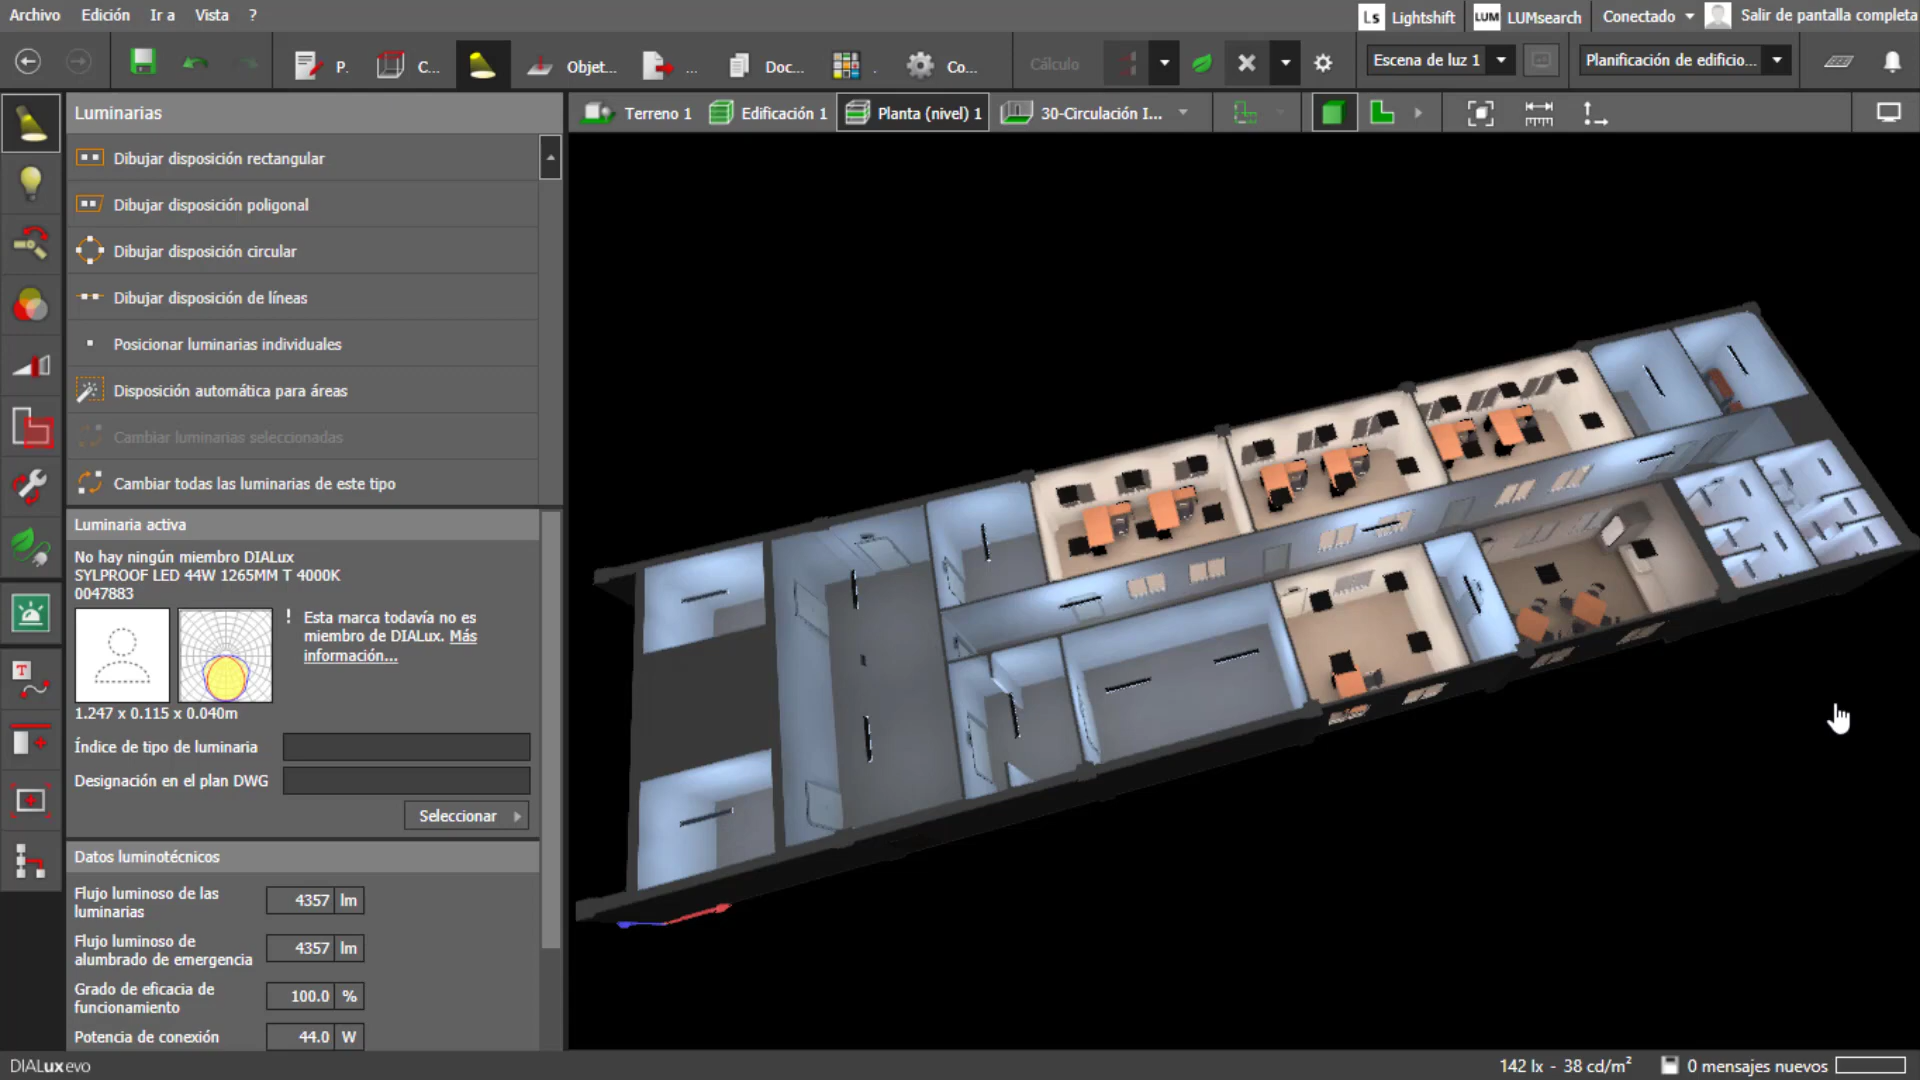 Archivo Edición Ir a Vista ?
Ls Lightshift LUM LUMsearch Conectado Salir de pantalla completa
P. C... Objet... ... Doc... . Co... Cálculo Escena de luz 1 Planificación de edificio...
Luminarias
Terreno 1 Edificación 1 Planta (nivel) 1 30-Circulación I...
Dibujar disposición rectangular
Dibujar disposición poligonal
Dibujar disposición circular
Dibujar disposición de líneas
Posicionar luminarias individuales
Disposición automática para áreas
Cambiar luminarias seleccionadas
Cambiar todas las luminarias de este tipo
Luminaria activa
No hay ningún miembro DIALux
SYLPROOF LED 44W 1265MM T 4000K
0047883
! Esta marca todavía no es
miembro de DIALux. Más
información...
1.247 x 0.115 x 0.040m
Índice de tipo de luminaria
Designación en el plan DWG
Seleccionar
Datos luminotécnicos
Flujo luminoso de las
luminarias 4357 lm
Flujo luminoso de
alumbrado de emergencia 4357 lm
Grado de eficacia de
funcionamiento 100.0 %
Potencia de conexión 44.0 W
T
DIALux evo
142 lx - 38 cd/m² 0 mensajes nuevos